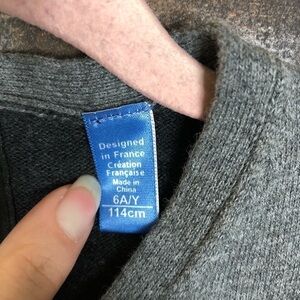 Designed
in France
Création
Française
Made in
China
6A/Y
114cm